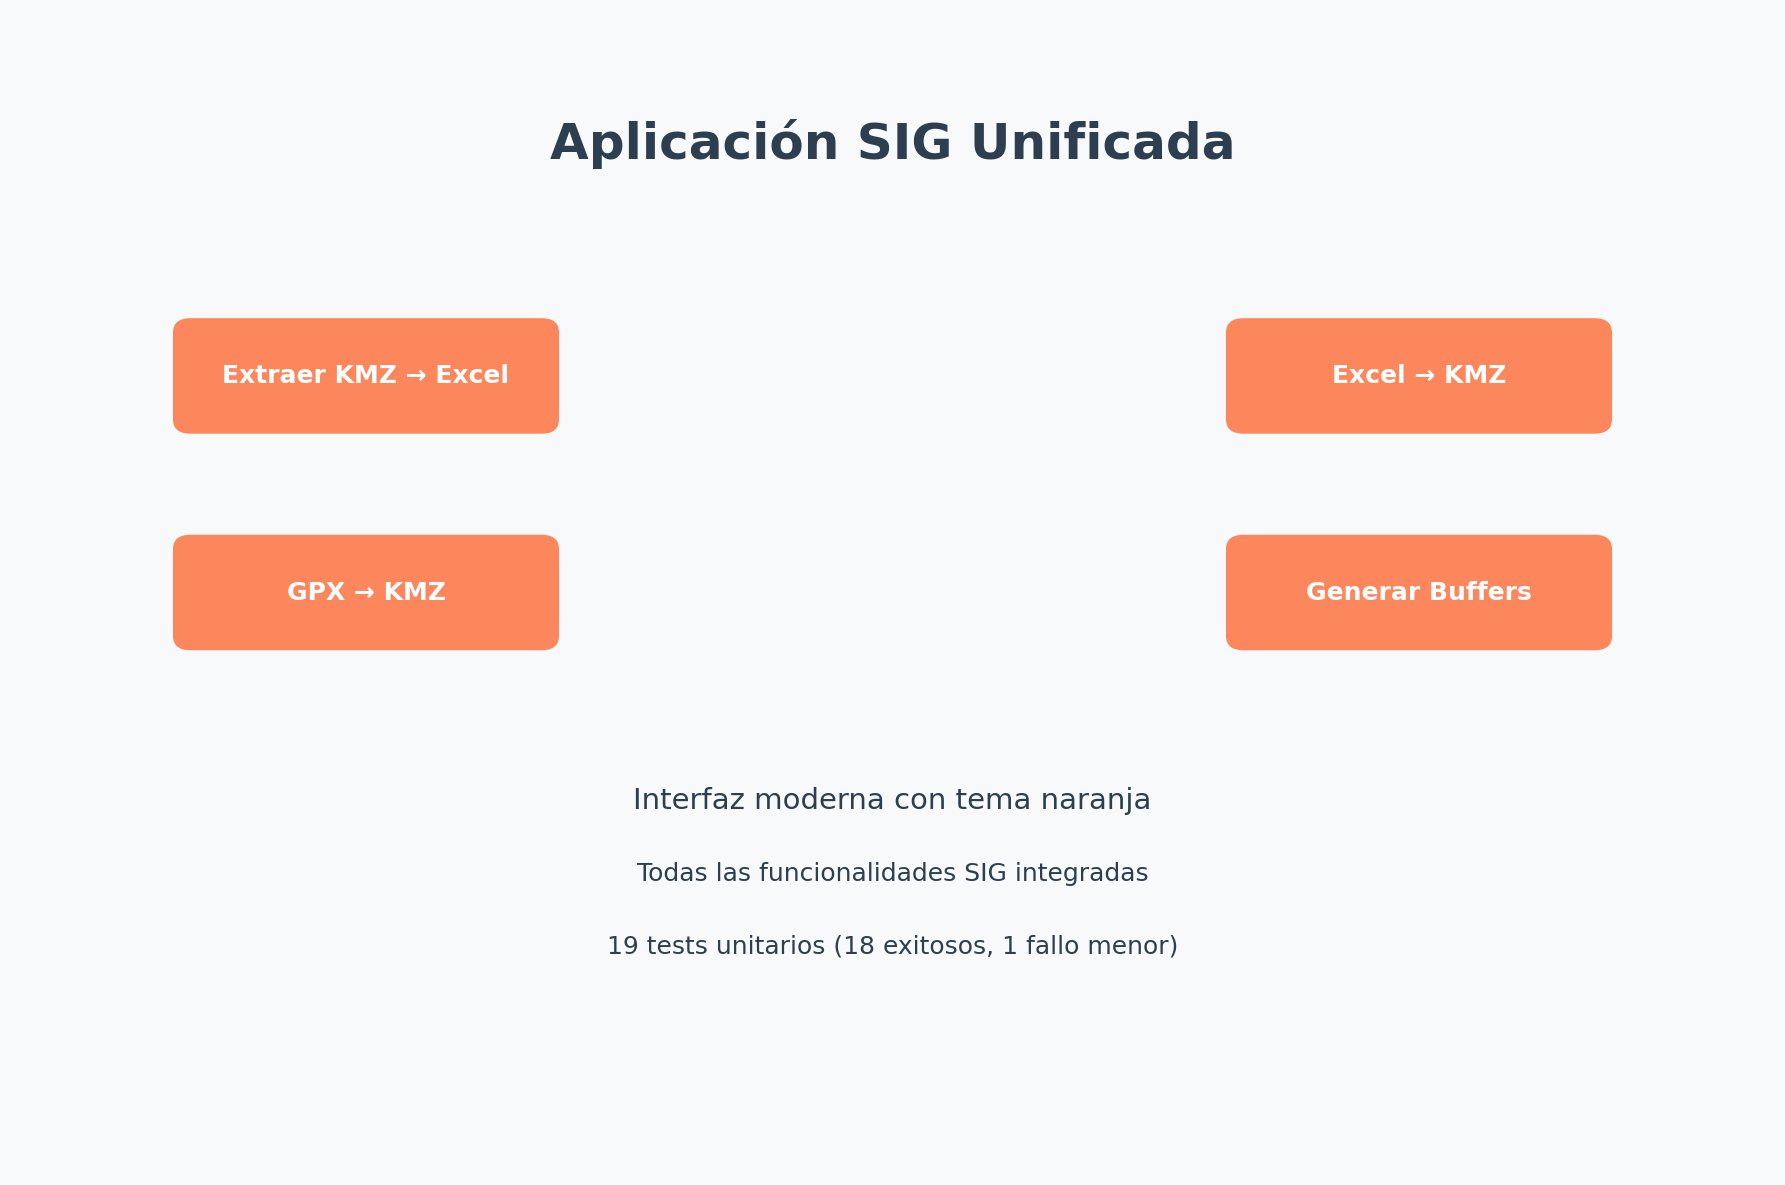 Aplicación SIG Unificada
Extraer KMZ → Excel
Excel → KMZ
GPX → KMZ
Generar Buffers
Interfaz moderna con tema naranja
Todas las funcionalidades SIG integradas
19 tests unitarios (18 exitosos, 1 fallo menor)